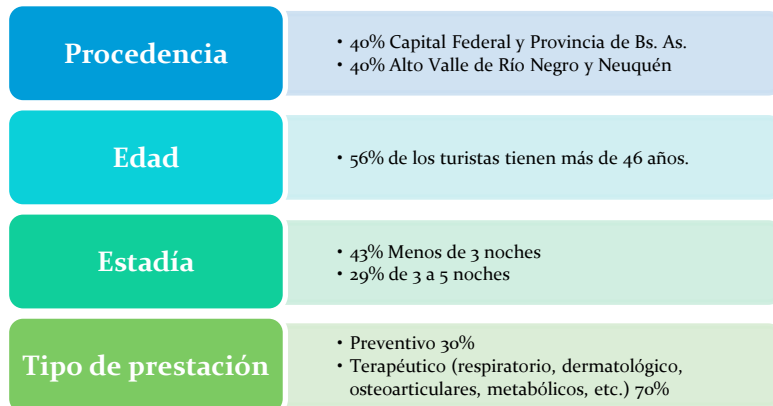 Procedencia
• 40% Capital Federal y Provincia de Bs. As.
• 40% Alto Valle de Río Negro y Neuquén
Edad
• 56% de los turistas tienen más de 46 años.
Estadía
• 43% Menos de 3 noches
• 29% de 3 a 5 noches
Tipo de prestación
• Preventivo 30%
• Terapéutico (respiratorio, dermatológico,
osteoarticulares, metabólicos, etc.) 70%